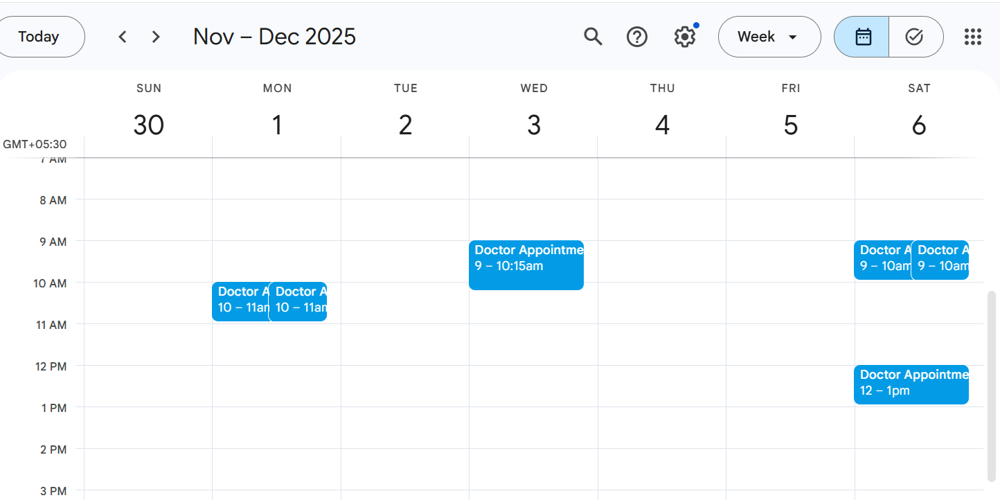 Today
Nov – Dec 2025
Week
SUN MON TUE WED THU FRI SAT
30 1 2 3 4 5 6
GMT+05:30
7 AM
8 AM
9 AM
Doctor Appointme
9 – 10:15am
Doctor A
9 – 10am
Doctor A
9 – 10am
10 AM
Doctor A
10 – 11am
Doctor A
10 – 11am
11 AM
12 PM
Doctor Appointme
12 – 1pm
1 PM
2 PM
3 PM